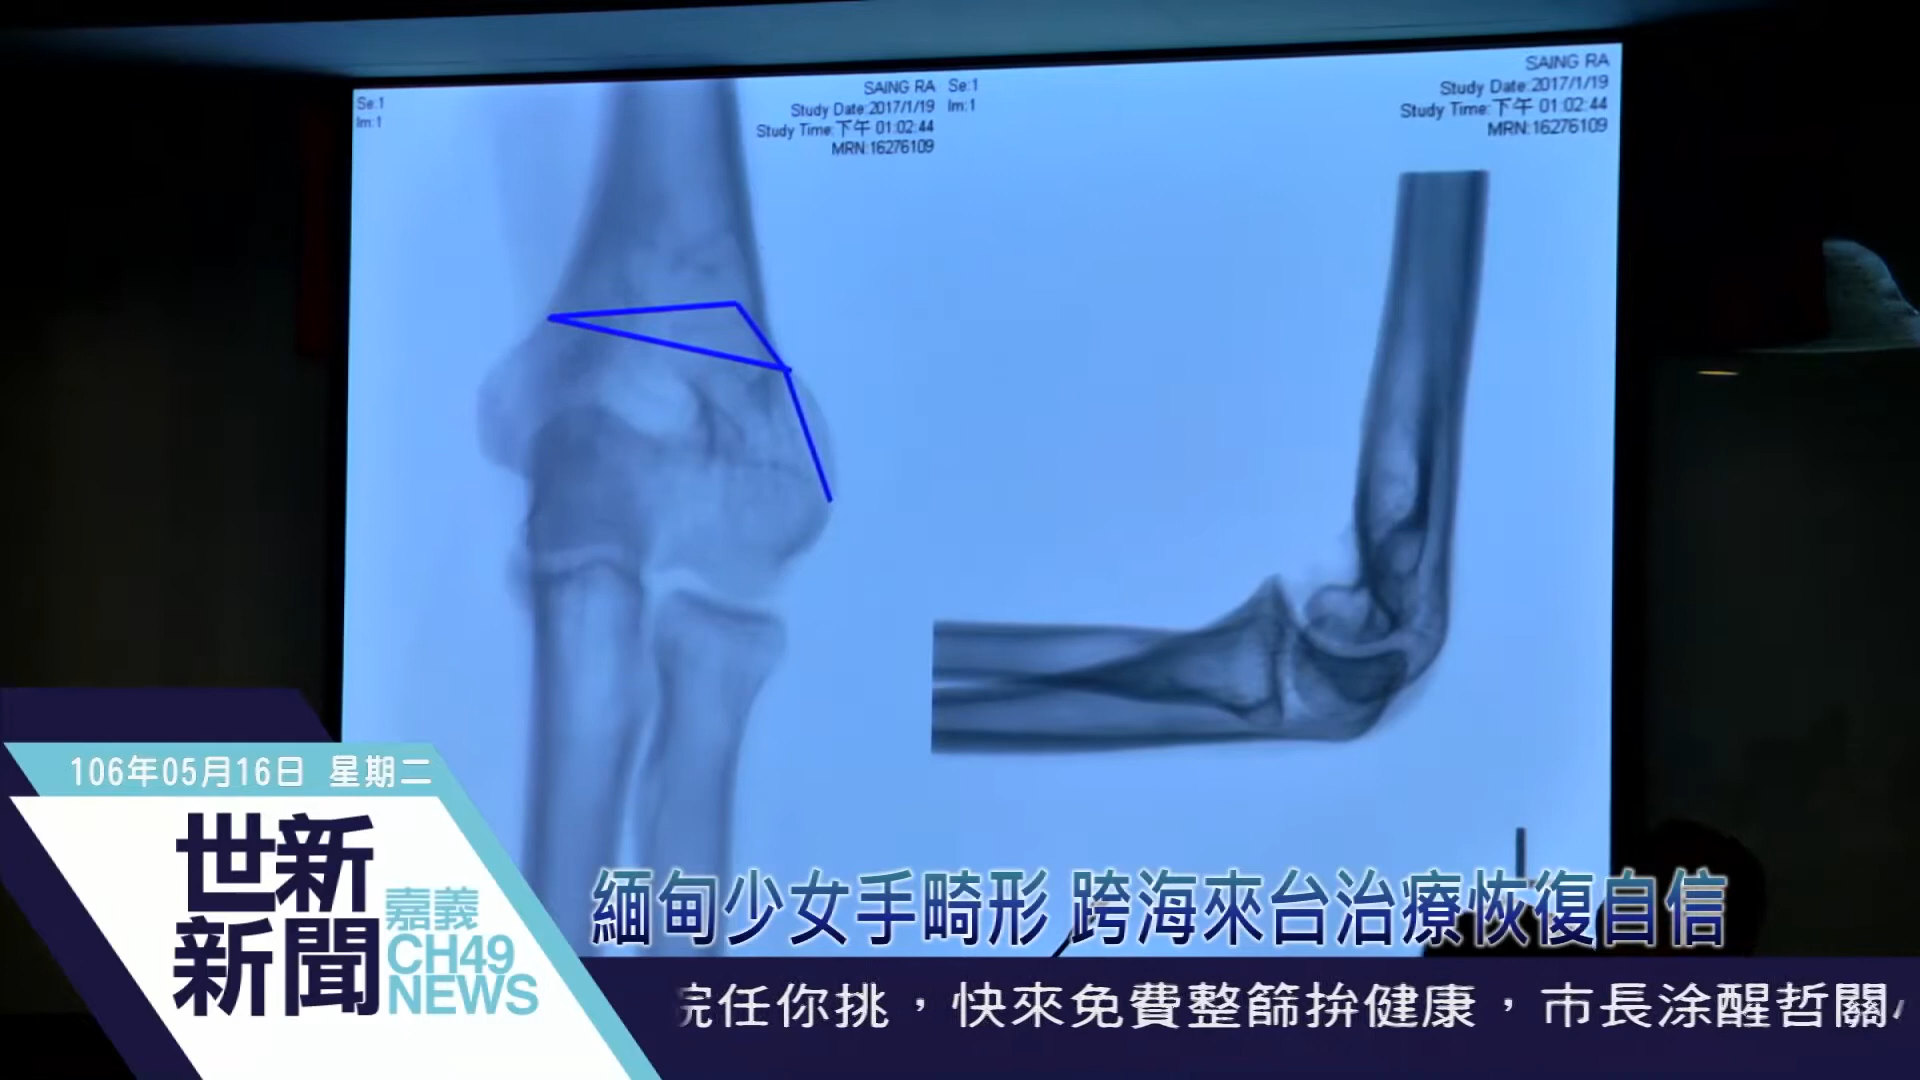 Se:1
Im:1
SAING RA
Study Date:2017/1/19
Study Time:下午 01:02:44
MRN:16276109
Se:1
Im:1
SAING RA
Study Date:2017/1/19
Study Time:下午 01:02:44
MRN:16276109
106年05月16日 星期二
世新
新聞
嘉義
CH49
NEWS
緬甸少女手畸形 跨海來台治療恢復自信
院任你挑，快來免費整篩拚健康，市長涂醒哲關